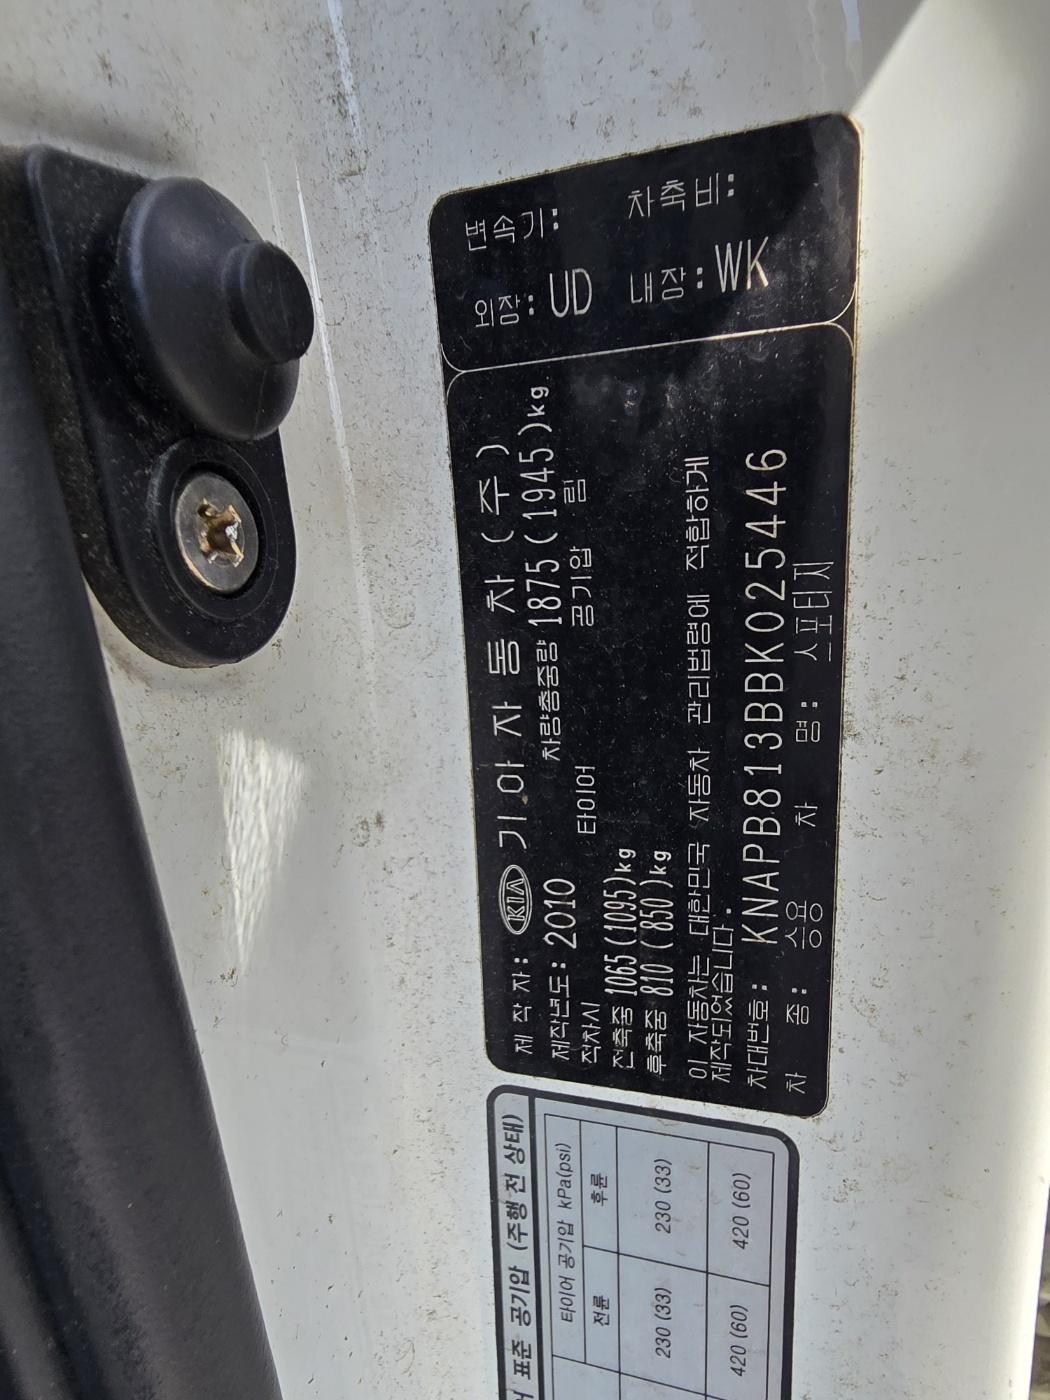 제 작 자: KIA 기 아 자 동 차 ( 주 )
제작년도: 2010 차량총중량 1875(1945)kg
작차시 타이어 공기압 림
전축중 1065(1095)kg
후축중 810 ( 850 )kg
이 자동차는 대한민국 자동차 관리법령에 적합하게
제작되었습니다.
차대번호: KNAPB813BBK025446
차 종: 승용 차 명: 스포티지
변속기: 차축비:
외장: UD 내장: WK
표준 공기압 (주행 전 상태)
타이어 공기압 kPa(psi)
전륜 후륜
230 (33) 230 (33)
420 (60) 420 (60)